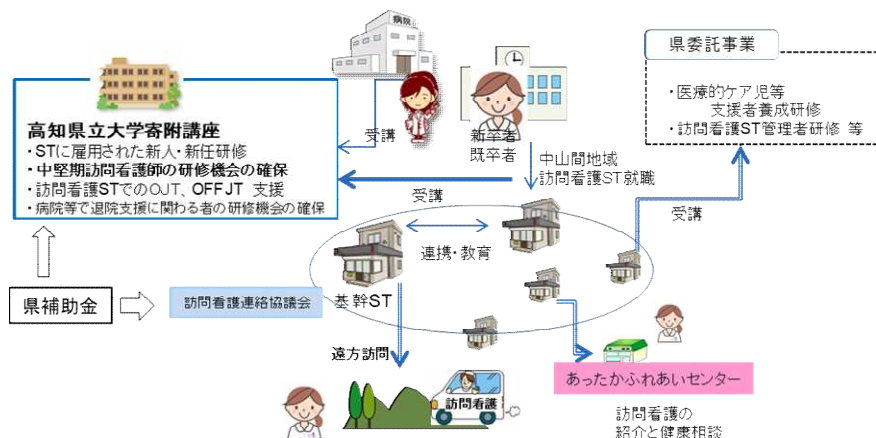 病院
県委託事業
・医療的ケア児等
支援者養成研修
・訪問看護ST管理者研修 等
高知県立大学寄附講座
・STに雇用された新人・新任研修
・中堅期訪問看護師の研修機会の確保
・訪問看護STでのOJT、OFFJT 支援
・病院等で退院支援に関わる者の研修機会の確保
受講
新卒者
既卒者
中山間地域
訪問看護ST就職
受講
受講
連携・教育
県補助金
訪問看護連絡協議会
基幹ST
遠方訪問
訪問看護
あったかふれあいセンター
訪問看護の
紹介と健康相談